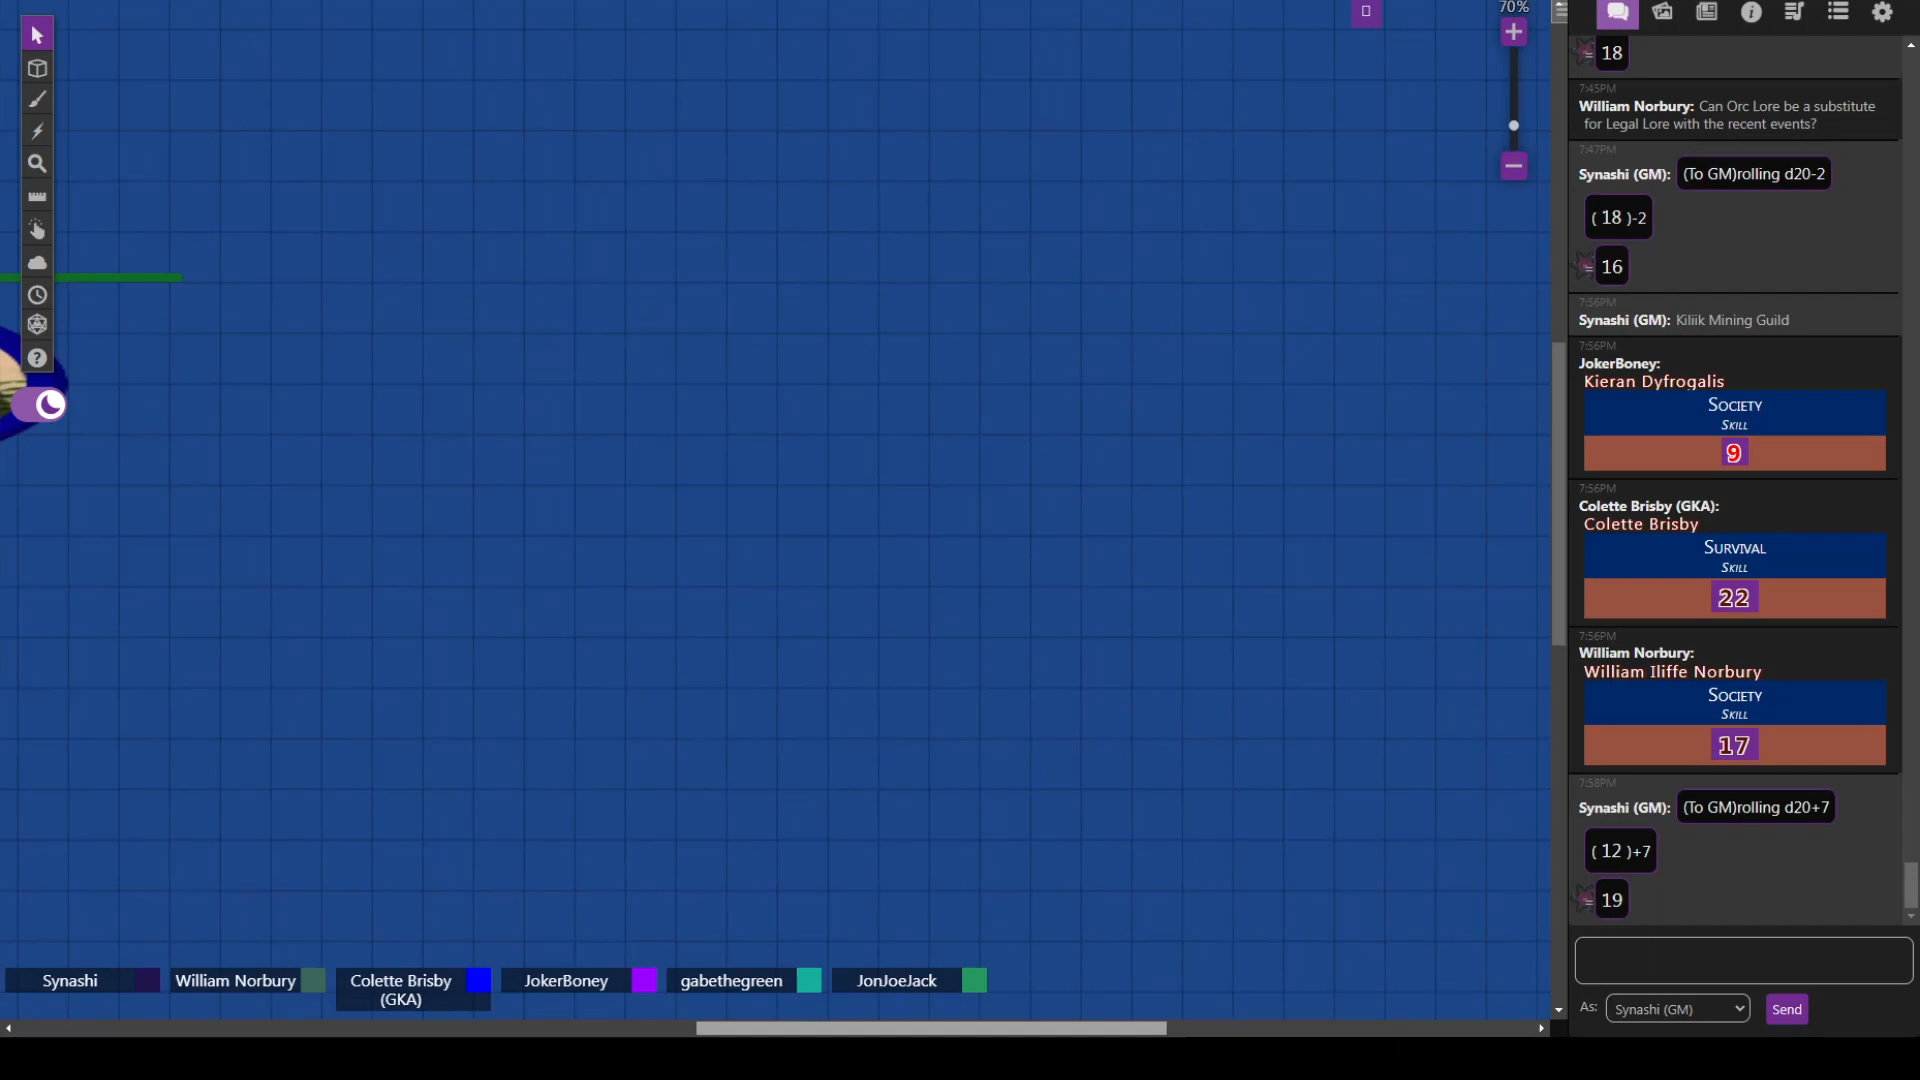 70%
18
7:45PM
William Norbury: Can Orc Lore be a substitute
for Legal Lore with the recent events?
7:47PM
Synashi (GM): (To GM)rolling d20-2
( 18 )-2
= 16
7:56PM
Synashi (GM): Kiliik Mining Guild
7:56PM
JokerBoney:
Kieran Dyfrogalis
Society
Skill
9
7:56PM
Colette Brisby (GKA):
Colette Brisby
Survival
Skill
22
7:56PM
William Norbury:
William Iliffe Norbury
Society
Skill
17
7:58PM
Synashi (GM): (To GM)rolling d20+7
( 12 )+7
= 19
Synashi
William Norbury
Colette Brisby
(GKA)
JokerBoney
gabethegreen
JonJoeJack
As: Synashi (GM) Send